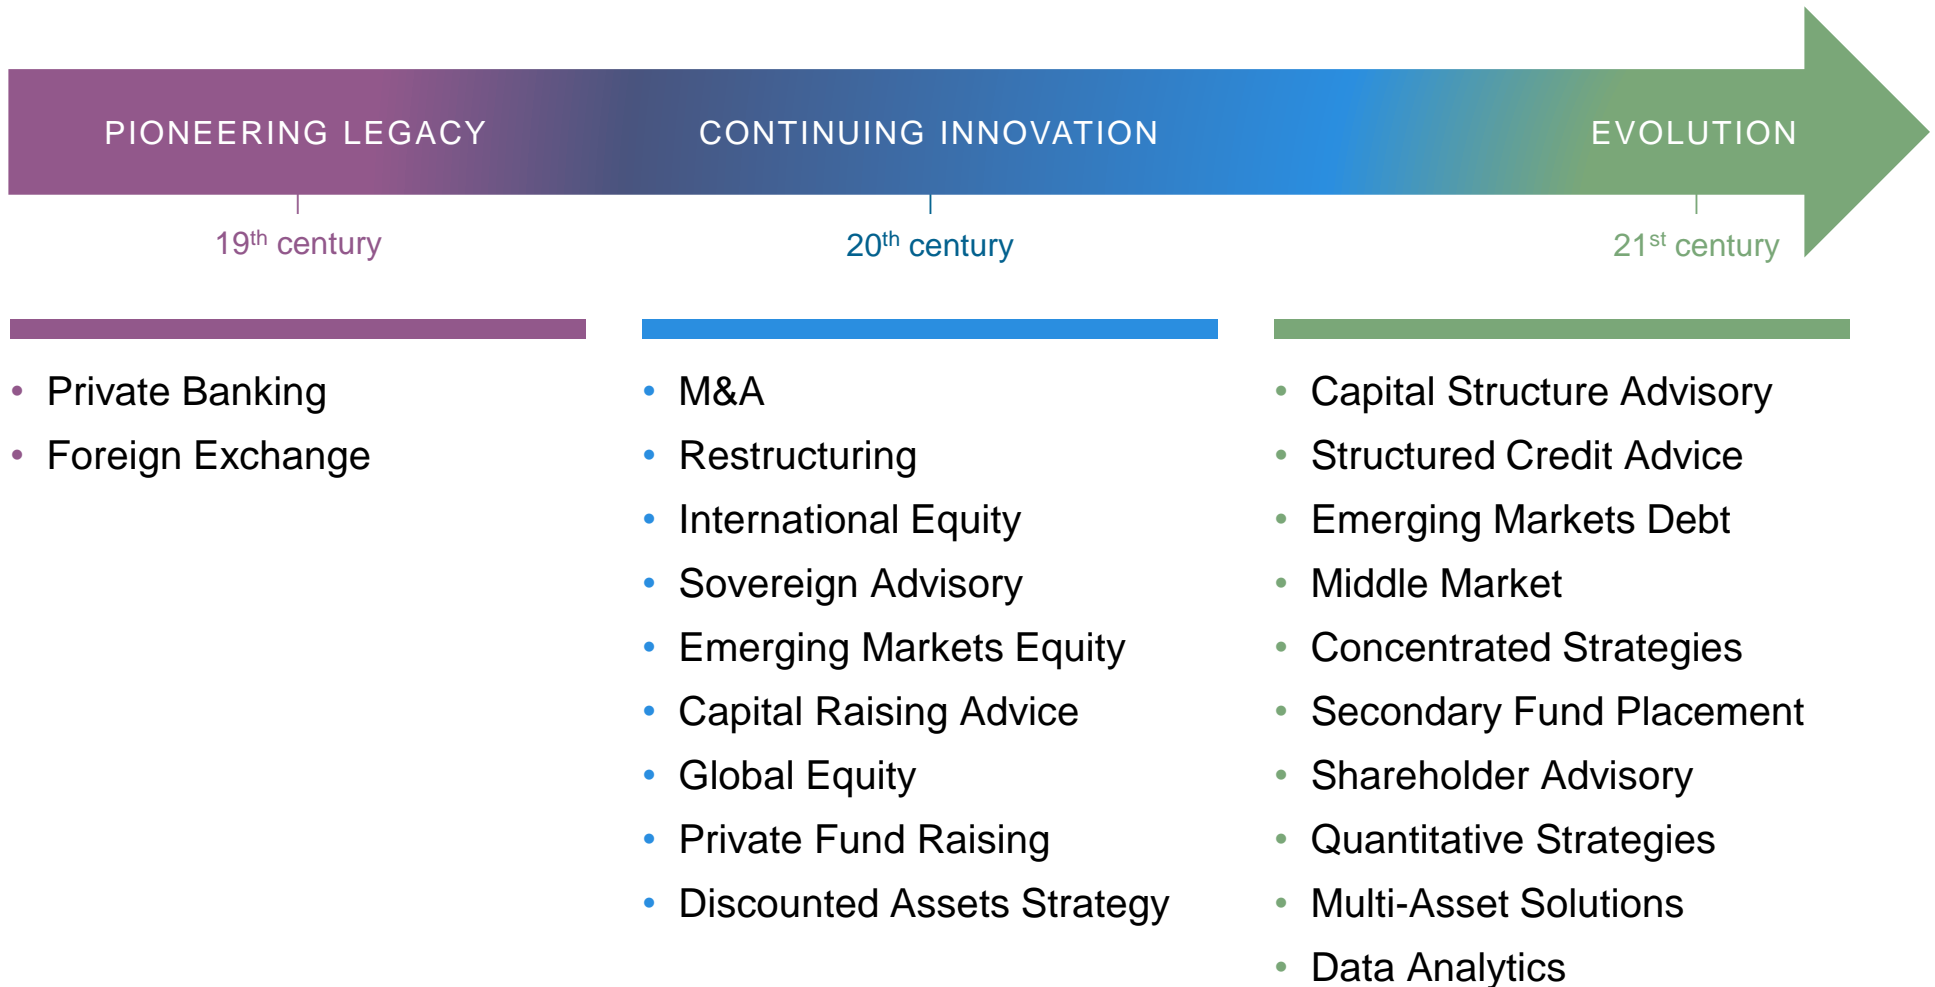 PIONEERING LEGACY
CONTINUING INNOVATION
EVOLUTION
19th century
20th century
21st century
• Private Banking
• Foreign Exchange
• M&A
• Restructuring
• International Equity
• Sovereign Advisory
• Emerging Markets Equity
• Capital Raising Advice
• Global Equity
• Private Fund Raising
• Discounted Assets Strategy
• Capital Structure Advisory
• Structured Credit Advice
• Emerging Markets Debt
• Middle Market
• Concentrated Strategies
• Secondary Fund Placement
• Shareholder Advisory
• Quantitative Strategies
• Multi-Asset Solutions
• Data Analytics